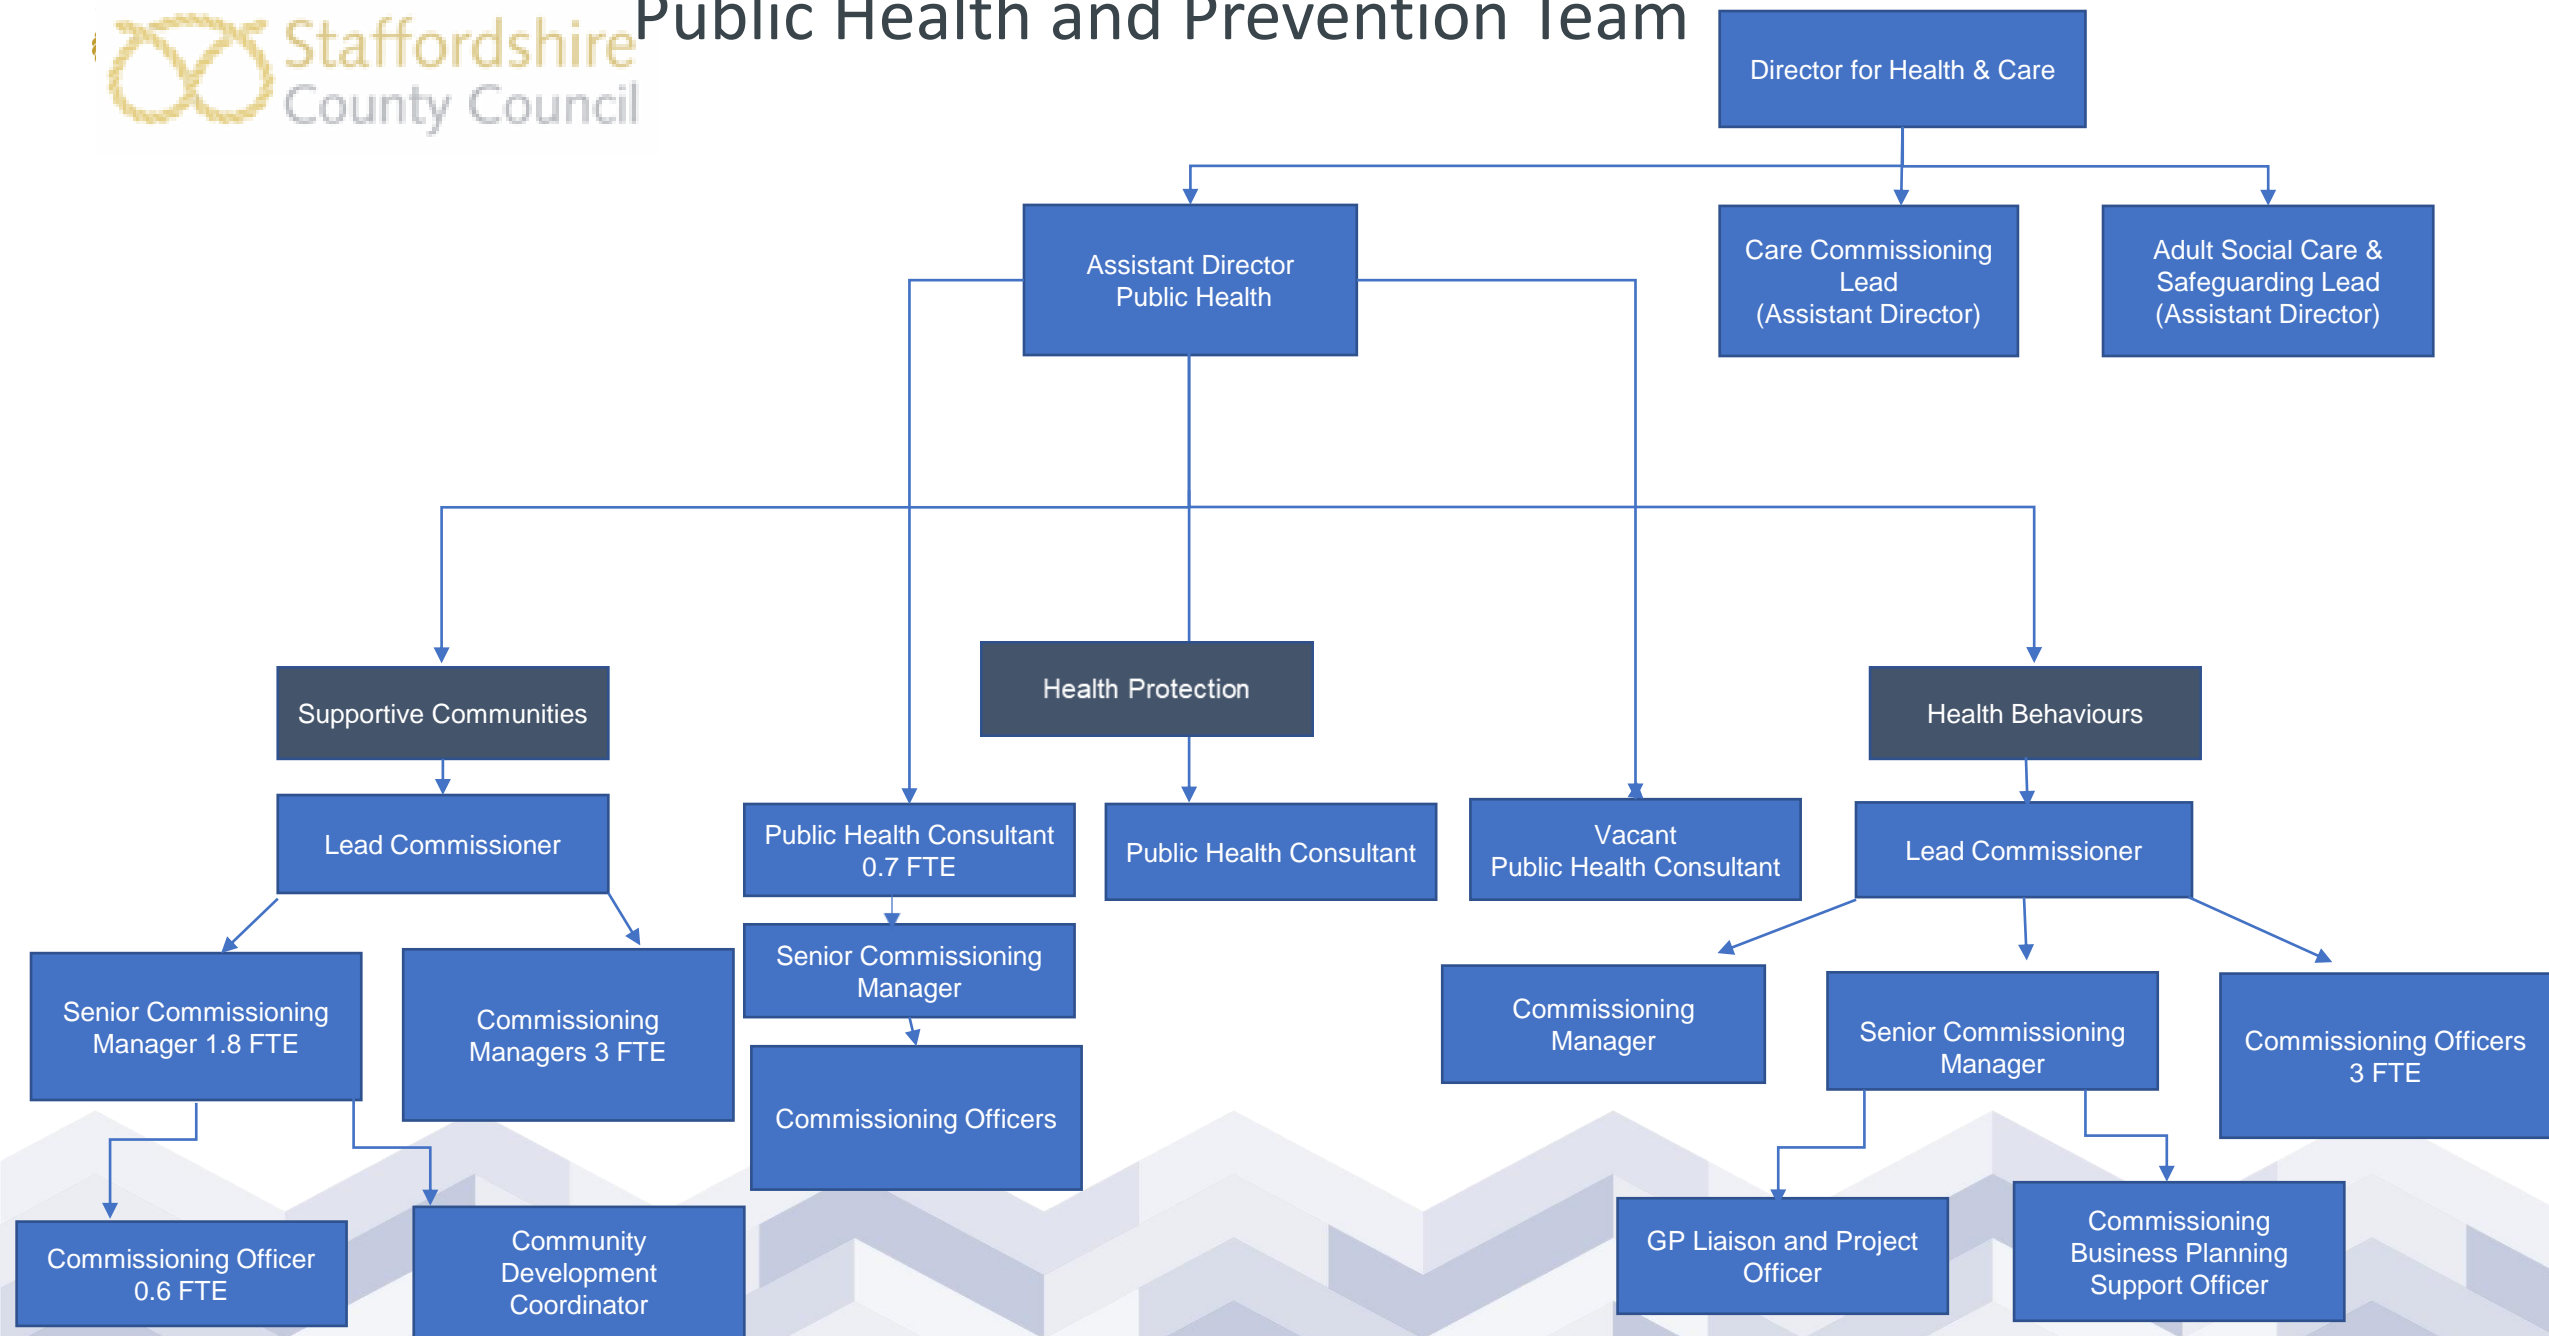 Public Health and Prevention Team
Staffordshire
County Council
Director for Health & Care
Assistant Director
Public Health
Care Commissioning
Lead
(Assistant Director)
Adult Social Care &
Safeguarding Lead
(Assistant Director)
Supportive Communities
Health Protection
Health Behaviours
Lead Commissioner
Public Health Consultant
0.7 FTE
Public Health Consultant
Vacant
Public Health Consultant
Lead Commissioner
Senior Commissioning
Manager 1.8 FTE
Commissioning
Managers 3 FTE
Senior Commissioning
Manager
Commissioning Officers
Commissioning
Manager
Senior Commissioning
Manager
Commissioning Officers
3 FTE
Commissioning Officer
0.6 FTE
Community
Development
Coordinator
GP Liaison and Project
Officer
Commissioning
Business Planning
Support Officer